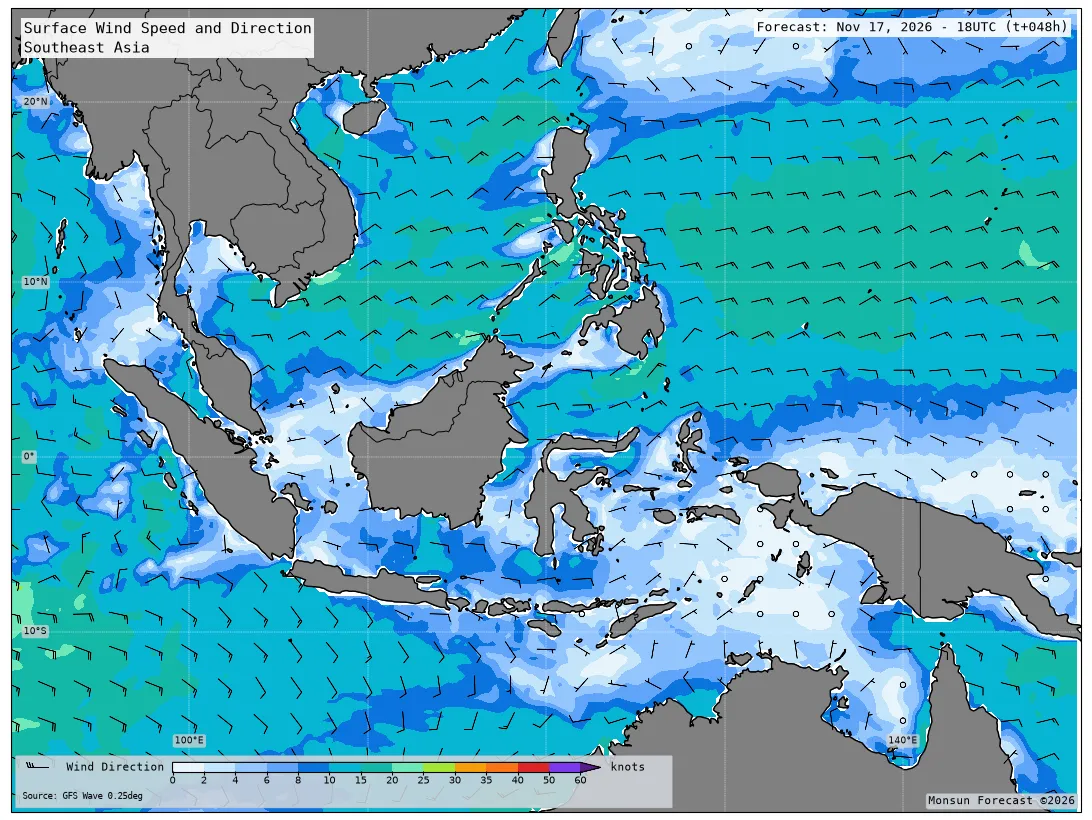 Surface Wind Speed and Direction
Southeast Asia
Forecast: Nov 17, 2026 - 18UTC (t+048h)
20°N
10°N
0°
10°S
100°E
140°E
Wind Direction
0 2 4 6 8 10 15 20 25 30 35 40 50 60
knots
Source: GFS Wave 0.25deg
Monsun Forecast ©2026